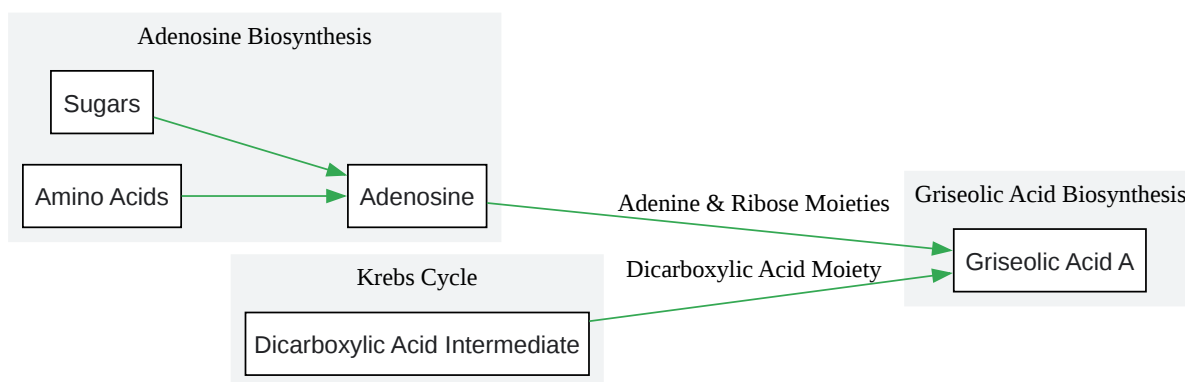 Adenosine Biosynthesis
Sugars
Amino Acids
Adenosine
Adenine & Ribose Moieties
Griseolic Acid Biosynthesis
Griseolic Acid A
Dicarboxylic Acid Moiety
Krebs Cycle
Dicarboxylic Acid Intermediate